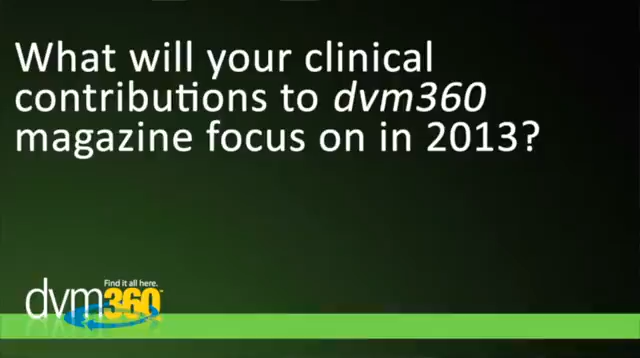 What will your clinical
contributions to dvm360
magazine focus on in 2013?
Find it all here.
dvm360